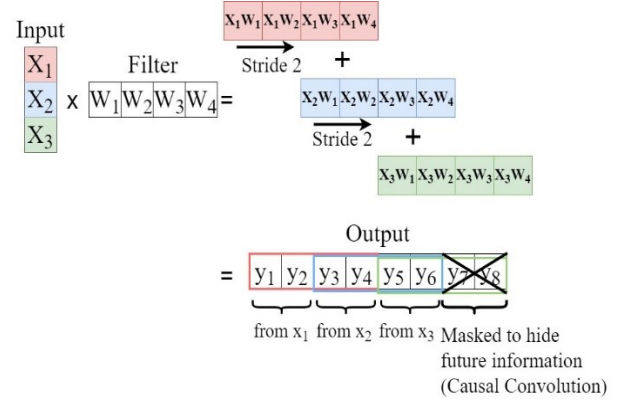 Input
X₁W₁ X₁W₂ X₁W₃ X₁W₄
X₁
Filter
Stride 2
+
X₂
x
W₁ W₂ W₃ W₄
=
X₂W₁ X₂W₂ X₂W₃ X₂W₄
X₃
Stride 2
+
X₃W₁ X₃W₂ X₃W₃ X₃W₄
Output
= y₁ y₂ y₃ y₄ y₅ y₆ y₇ y₈
from x₁ from x₂ from x₃ Masked to hide
future information
(Causal Convolution)